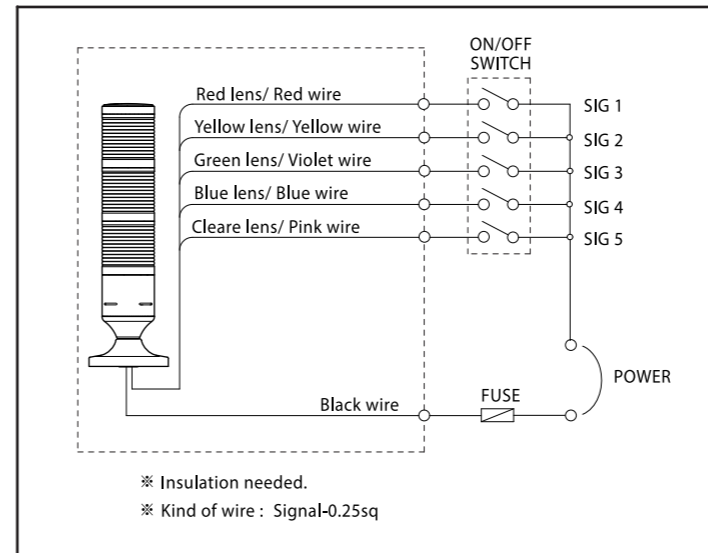 ON/OFF
SWITCH
Red lens/ Red wire
SIG 1
Yellow lens/ Yellow wire
SIG 2
Green lens/ Violet wire
SIG 3
Blue lens/ Blue wire
SIG 4
Cleare lens/ Pink wire
SIG 5
POWER
FUSE
Black wire
※ Insulation needed.
※ Kind of wire : Signal-0.25sq